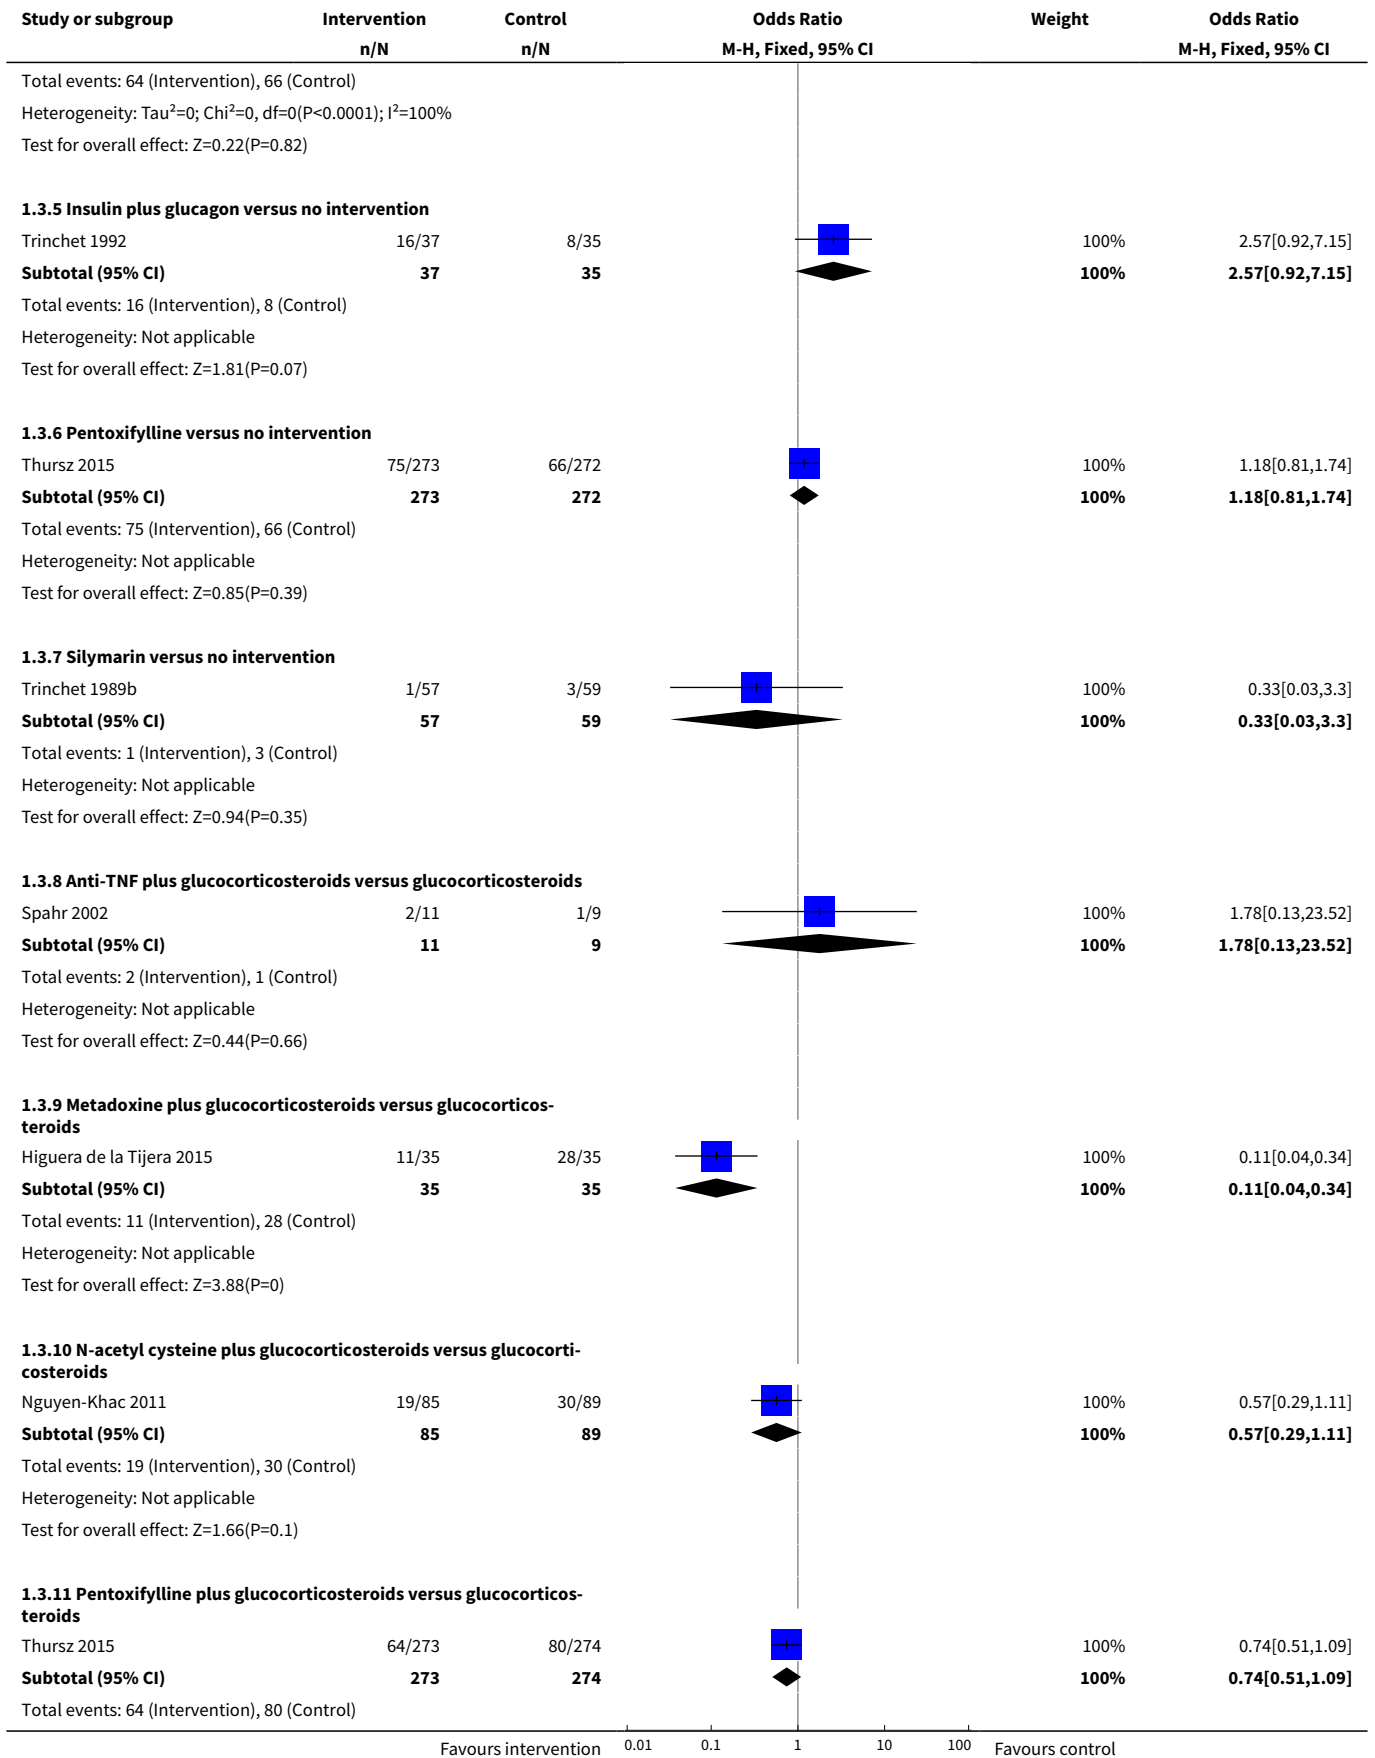 Study or subgroup Intervention Control Odds Ratio Weight Odds Ratio
n/N n/N M-H, Fixed, 95% CI M-H, Fixed, 95% CI
Total events: 64 (Intervention), 66 (Control)
Heterogeneity: Tau²=0; Chi²=0, df=0(P<0.0001); I²=100%
Test for overall effect: Z=0.22(P=0.82)
1.3.5 Insulin plus glucagon versus no intervention
Trinchet 1992 16/37 8/35 100% 2.57[0.92,7.15]
Subtotal (95% CI) 37 35 100% 2.57[0.92,7.15]
Total events: 16 (Intervention), 8 (Control)
Heterogeneity: Not applicable
Test for overall effect: Z=1.81(P=0.07)
1.3.6 Pentoxifylline versus no intervention
Thursz 2015 75/273 66/272 100% 1.18[0.81,1.74]
Subtotal (95% CI) 273 272 100% 1.18[0.81,1.74]
Total events: 75 (Intervention), 66 (Control)
Heterogeneity: Not applicable
Test for overall effect: Z=0.85(P=0.39)
1.3.7 Silymarin versus no intervention
Trinchet 1989b 1/57 3/59 100% 0.33[0.03,3.3]
Subtotal (95% CI) 57 59 100% 0.33[0.03,3.3]
Total events: 1 (Intervention), 3 (Control)
Heterogeneity: Not applicable
Test for overall effect: Z=0.94(P=0.35)
1.3.8 Anti-TNF plus glucocorticosteroids versus glucocorticosteroids
Spahr 2002 2/11 1/9 100% 1.78[0.13,23.52]
Subtotal (95% CI) 11 9 100% 1.78[0.13,23.52]
Total events: 2 (Intervention), 1 (Control)
Heterogeneity: Not applicable
Test for overall effect: Z=0.44(P=0.66)
1.3.9 Metadoxine plus glucocorticosteroids versus glucocorticos-
teroids
Higuera de la Tijera 2015 11/35 28/35 100% 0.11[0.04,0.34]
Subtotal (95% CI) 35 35 100% 0.11[0.04,0.34]
Total events: 11 (Intervention), 28 (Control)
Heterogeneity: Not applicable
Test for overall effect: Z=3.88(P=0)
1.3.10 N-acetyl cysteine plus glucocorticosteroids versus glucocorti-
costeroids
Nguyen-Khac 2011 19/85 30/89 100% 0.57[0.29,1.11]
Subtotal (95% CI) 85 89 100% 0.57[0.29,1.11]
Total events: 19 (Intervention), 30 (Control)
Heterogeneity: Not applicable
Test for overall effect: Z=1.66(P=0.1)
1.3.11 Pentoxifylline plus glucocorticosteroids versus glucocorticos-
teroids
Thursz 2015 64/273 80/274 100% 0.74[0.51,1.09]
Subtotal (95% CI) 273 274 100% 0.74[0.51,1.09]
Total events: 64 (Intervention), 80 (Control)
Favours intervention 0.01 0.1 1 10 100 Favours control